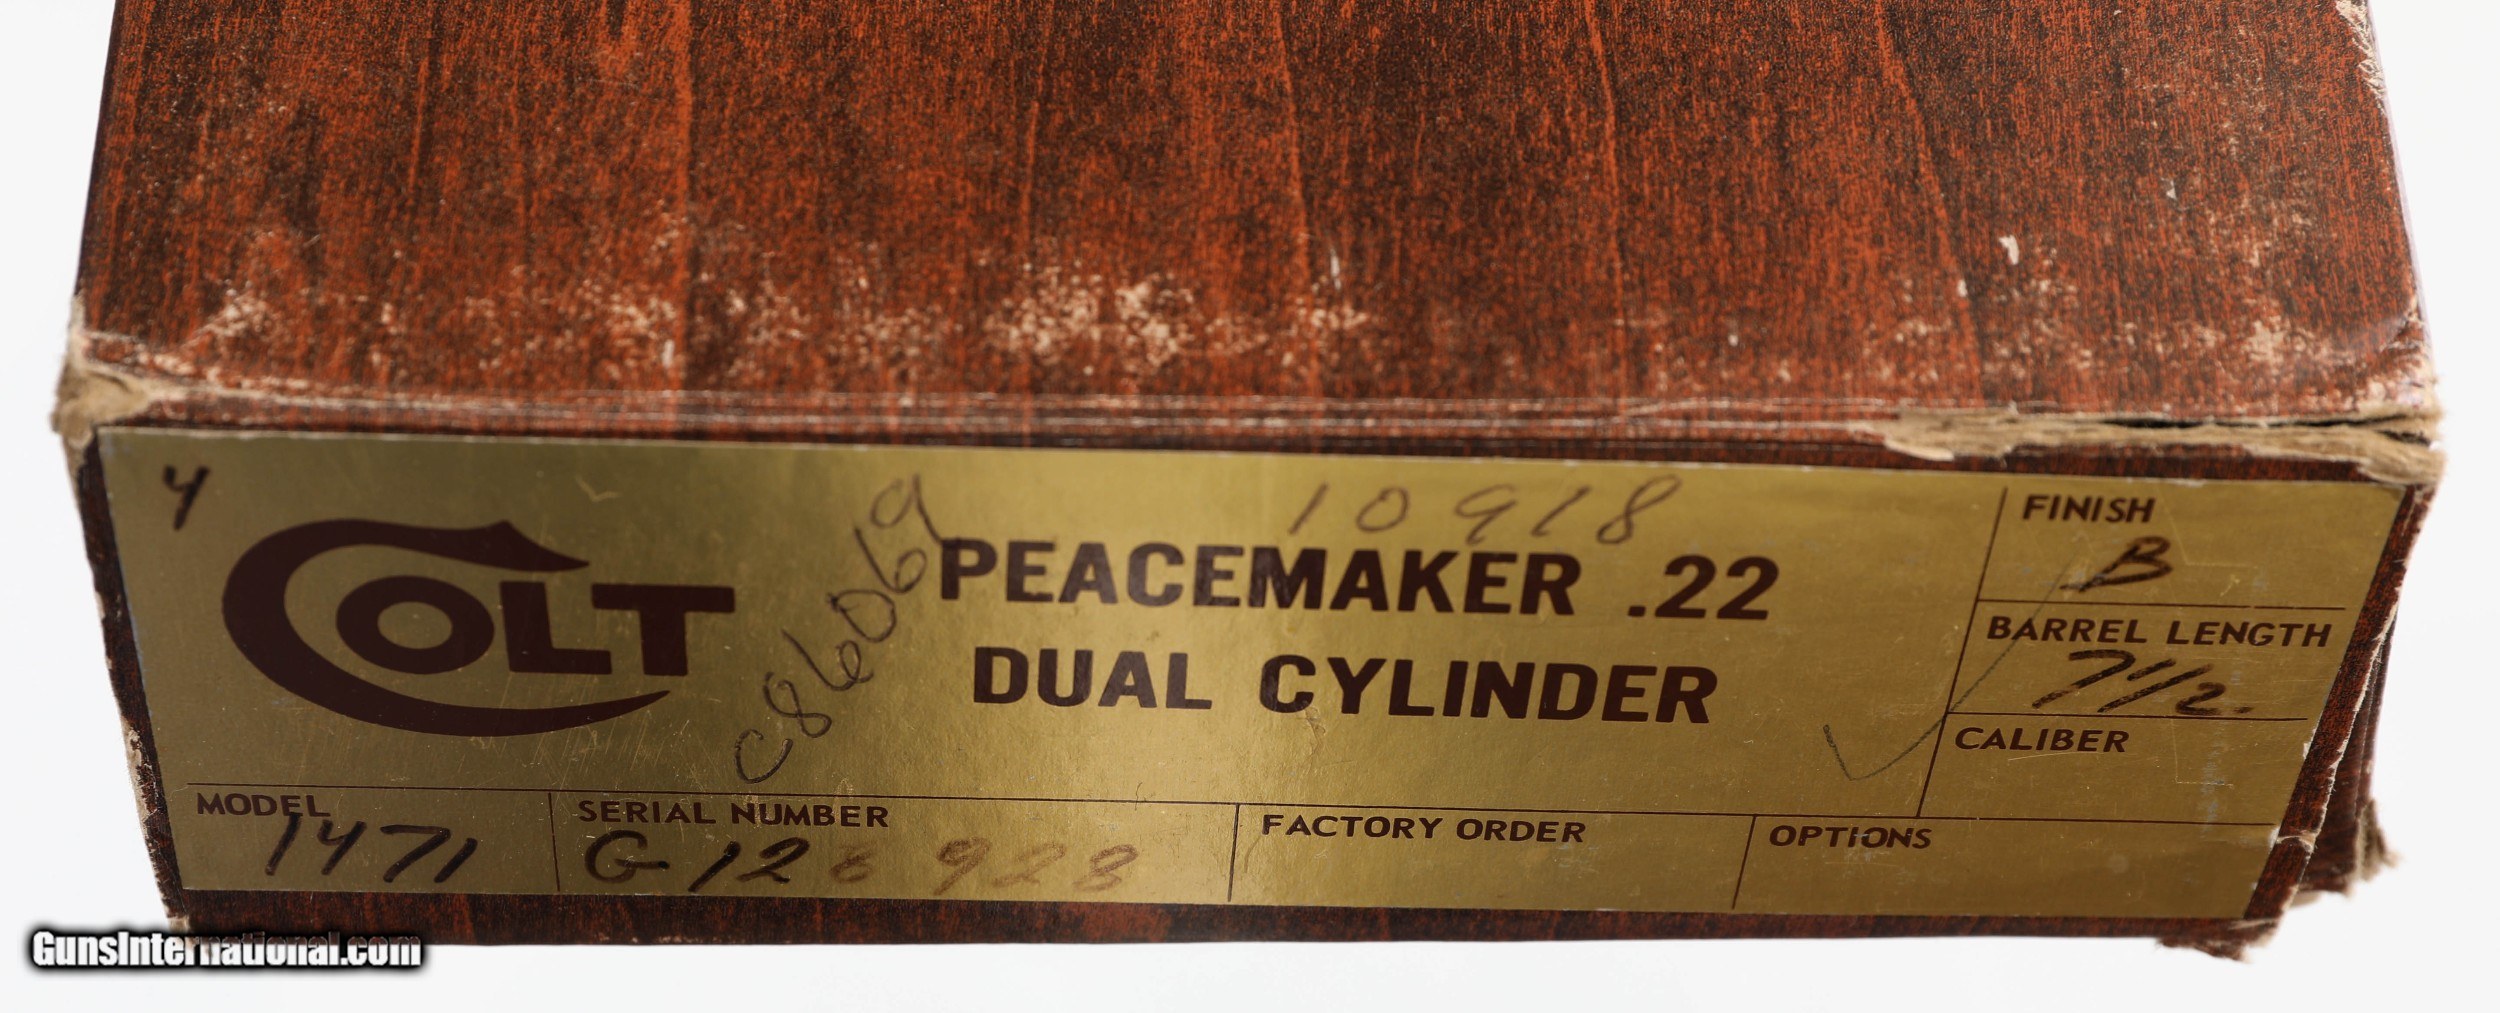 4
COLT
C86069
10918
PEACEMAKER .22
DUAL CYLINDER
FINISH
B
BARREL LENGTH
7 1/2.
CALIBER
MODEL
1471
SERIAL NUMBER
G 126928
FACTORY ORDER
OPTIONS
GunsInternational.com